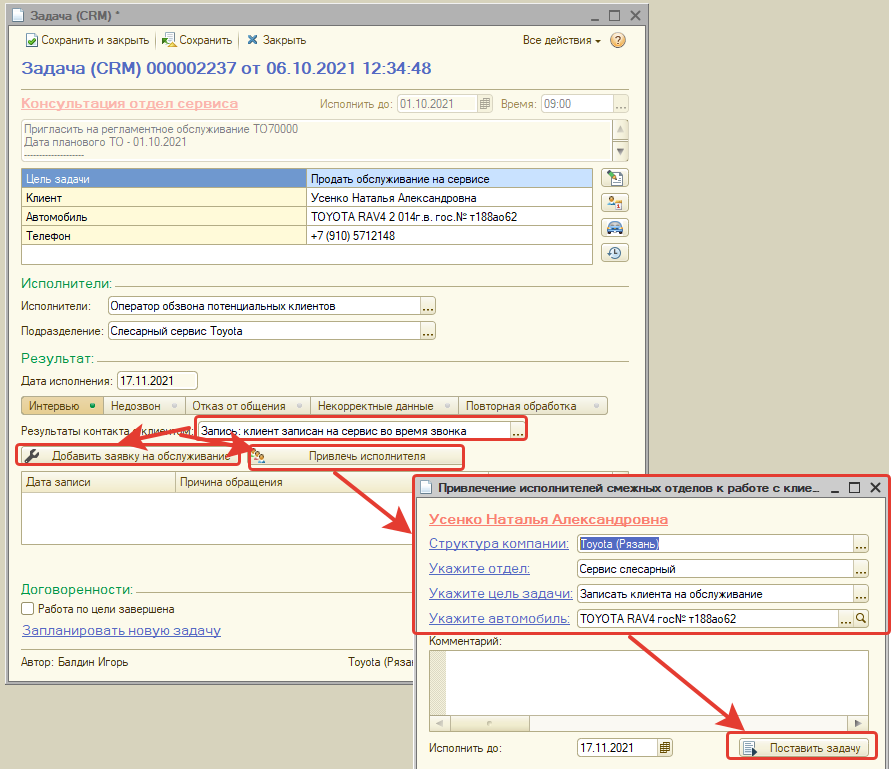 Задача (CRM) *
Сохранить и закрыть Сохранить Закрыть Все действия ?
Задача (CRM) 000002237 от 06.10.2021 12:34:48
Консультация отдел сервиса Исполнить до: 01.10.2021 Время: 09:00 ...
Пригласить на регламентное обслуживание ТО70000
Дата планового ТО - 01.10.2021
--------------------
Цель задачи Продать обслуживание на сервисе
Клиент Усенко Наталья Александровна
Автомобиль TOYOTA RAV4 2 014г.в. гос.№ т188ао62
Телефон +7 (910) 5712148
Исполнители:
Исполнители: Оператор обзвона потенциальных клиентов ...
Подразделение: Слесарный сервис Toyota ...
Результат:
Дата исполнения: 17.11.2021
Интервью Недозвон Отказ от общения Некорректные данные Повторная обработка
Результаты контакта клиентом: Запись: клиент записан на сервис во время звонка ...
Добавить заявку на обслуживание Привлечь исполнителя
Дата записи Причина обращения
Договоренности:
Работа по цели завершена
Запланировать новую задачу
Автор: Балдин Игорь Toyota (Рязан
Привлечение исполнителей смежных отделов к работе с клие...
Усенко Наталья Александровна
Структура компании: Toyota (Рязань) ...
Укажите отдел: Сервис слесарный ...
Укажите цель задачи: Записать клиента на обслуживание ...
Укажите автомобиль: TOYOTA RAV4 гос№ т188ао62 ...
Комментарий:
Исполнить до: 17.11.2021 Поставить задачу